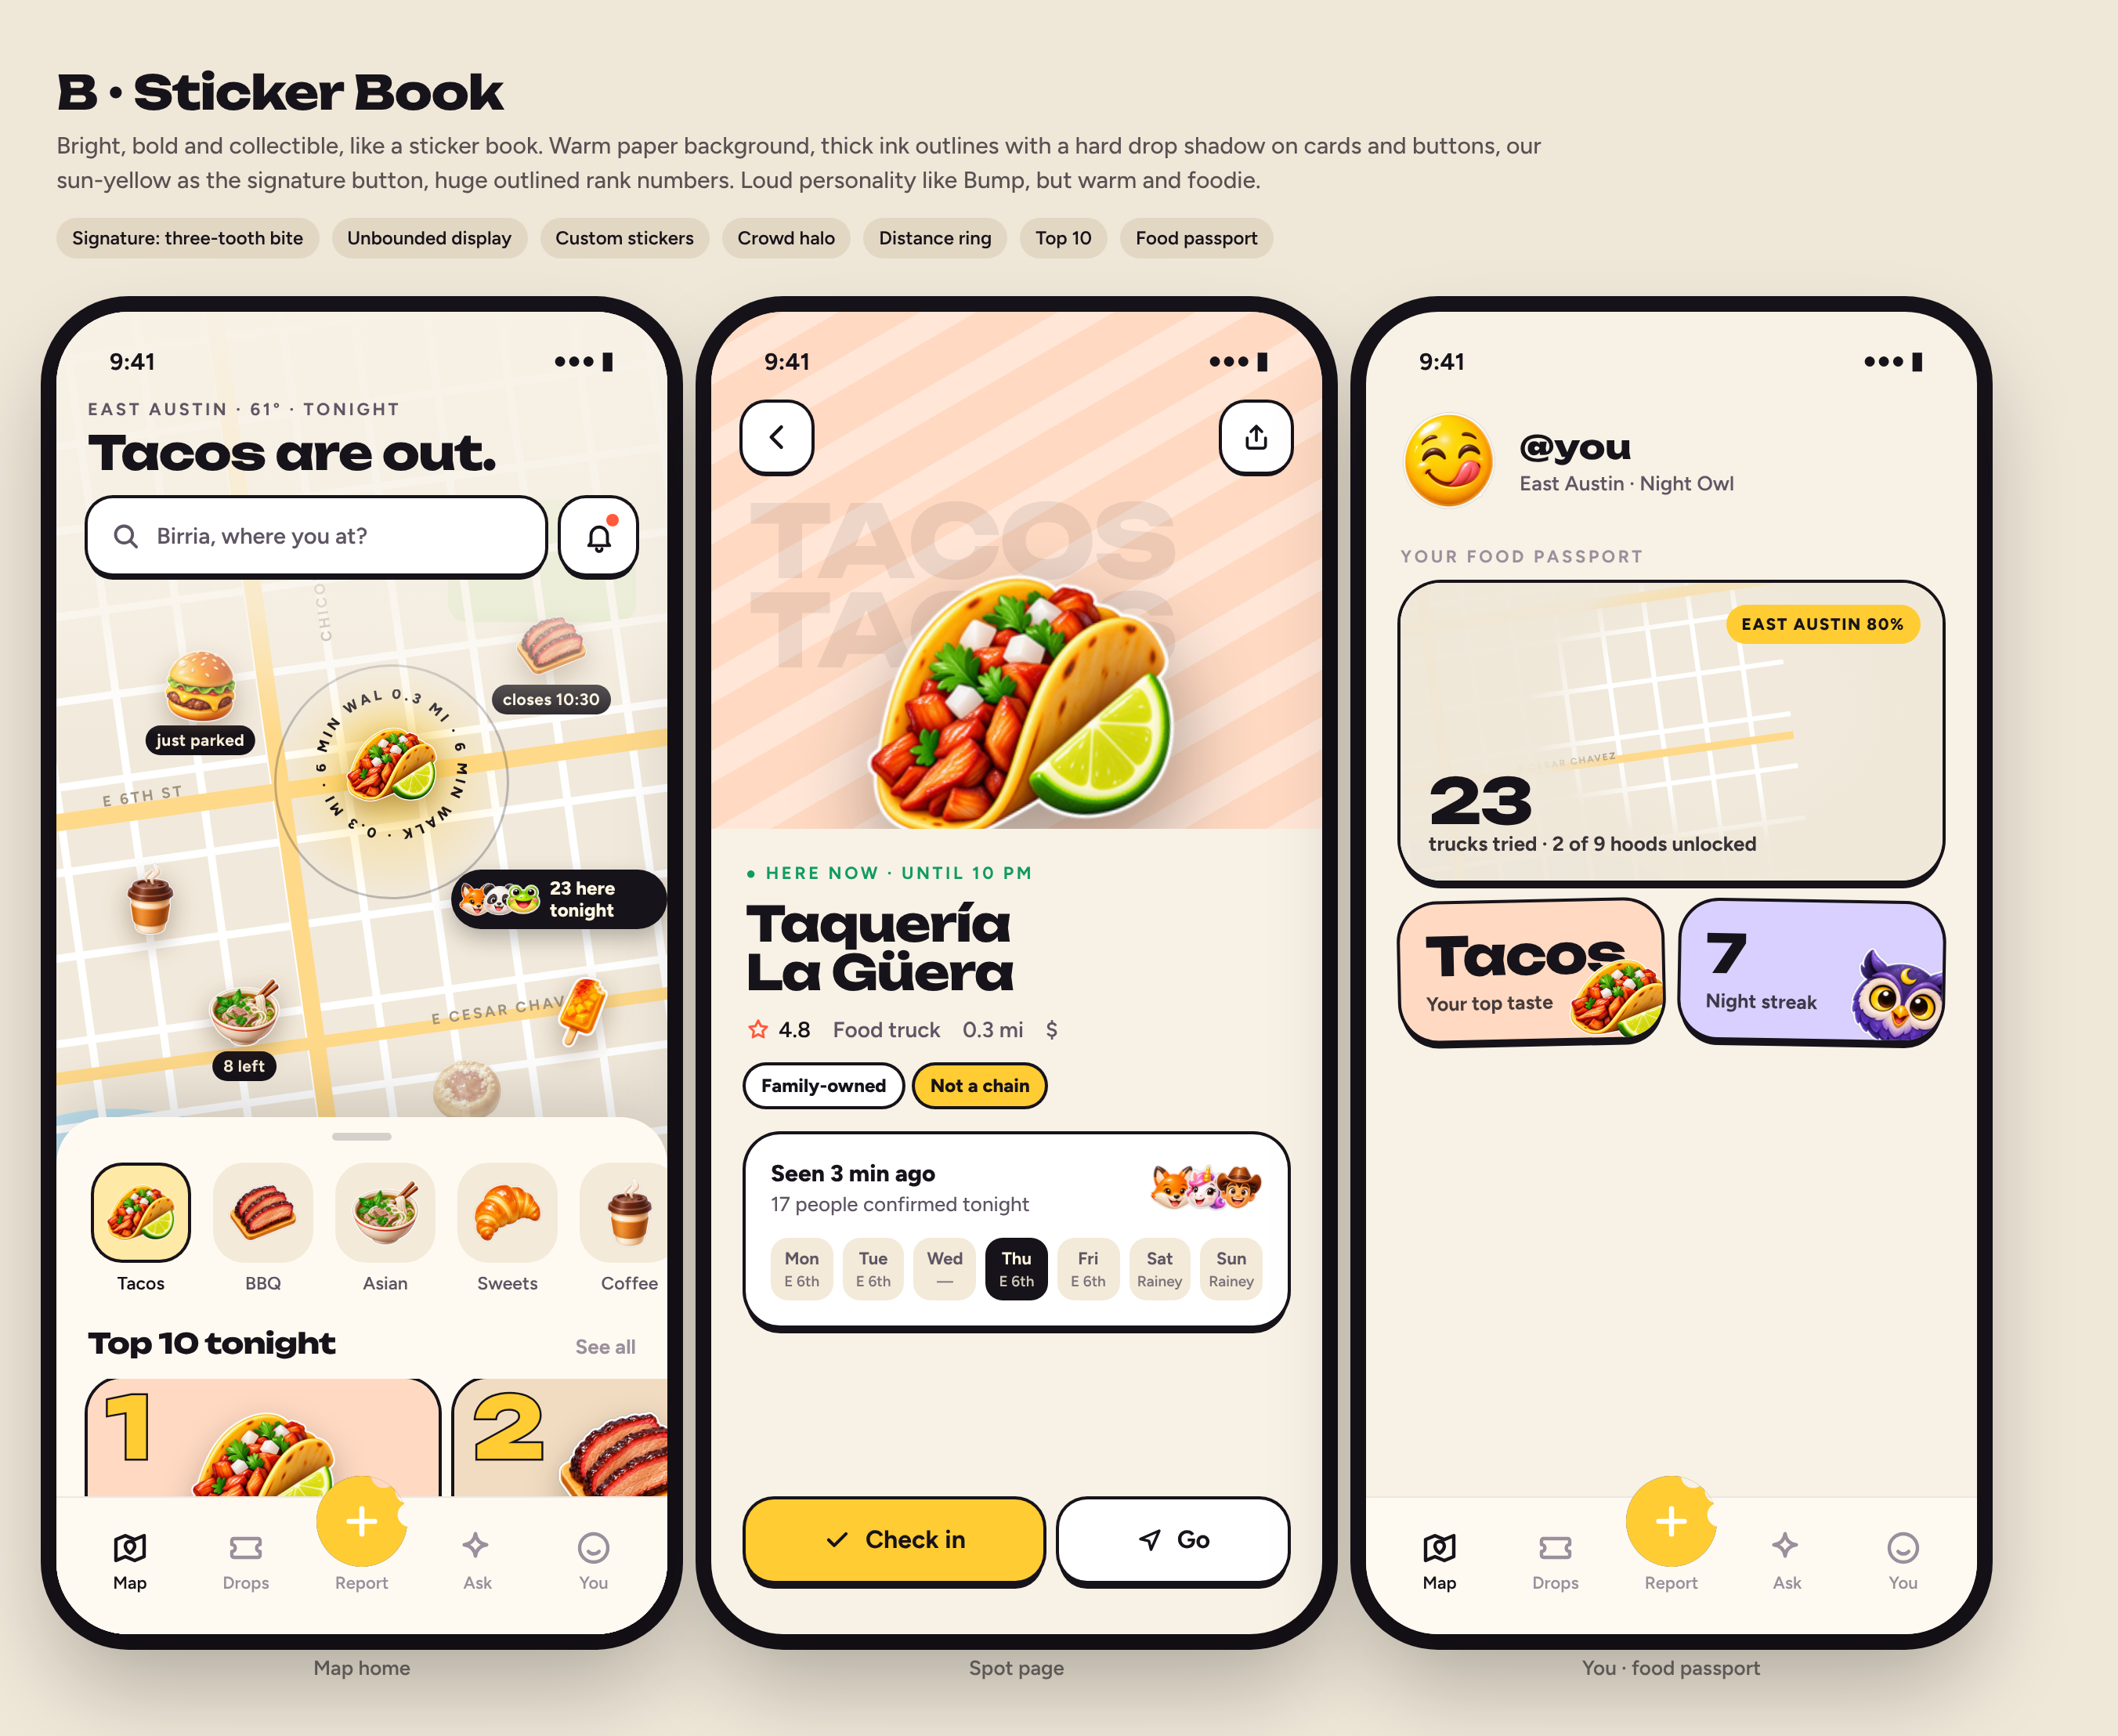 B · Sticker Book
Bright, bold and collectible, like a sticker book. Warm paper background, thick ink outlines with a hard drop shadow on cards and buttons, our
sun-yellow as the signature button, huge outlined rank numbers. Loud personality like Bump, but warm and foodie.
Signature: three-tooth bite
Unbounded display
Custom stickers
Crowd halo
Distance ring
Top 10
Food passport
9:41
EAST AUSTIN · 61° · TONIGHT
Tacos are out.
Birria, where you at?
CHICO
closes 10:30
just parked
0.3 MI · 6 MIN WALK · 0.3 MI · 6 MIN WAL
E 6TH ST
23 here
tonight
E CESAR CHAV
8 left
Tacos
BBQ
Asian
Sweets
Coffee
Top 10 tonight
See all
1
2
Map
Drops
Report
Ask
You
Map home
9:41
TACOS
TACOS
HERE NOW · UNTIL 10 PM
Taquería
La Güera
4.8 Food truck 0.3 mi $
Family-owned
Not a chain
Seen 3 min ago
17 people confirmed tonight
Mon Tue Wed Thu Fri Sat Sun
E 6th E 6th — E 6th E 6th Rainey Rainey
Check in
Go
Spot page
9:41
@you
East Austin · Night Owl
YOUR FOOD PASSPORT
EAST AUSTIN 80%
CHAVEZ
23
trucks tried · 2 of 9 hoods unlocked
Tacos
Your top taste
7
Night streak
Map
Drops
Report
Ask
You
You · food passport